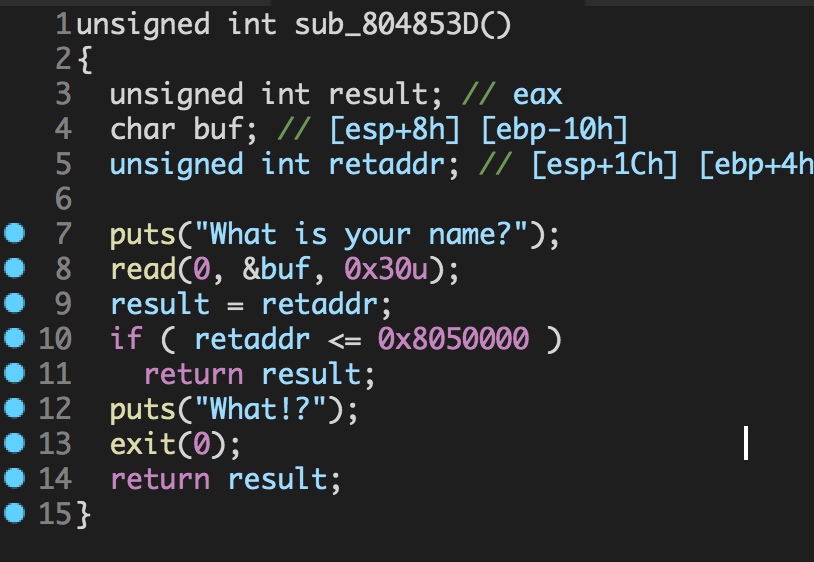 1 unsigned int sub_804853D()
2 {
3 unsigned int result; // eax
4 char buf; // [esp+8h] [ebp-10h]
5 unsigned int retaddr; // [esp+1Ch] [ebp+4h
6
7 puts("What is your name?");
8 read(0, &buf, 0x30u);
9 result = retaddr;
10 if ( retaddr <= 0x8050000 )
11 return result;
12 puts("What!?");
13 exit(0);
14 return result;
15 }